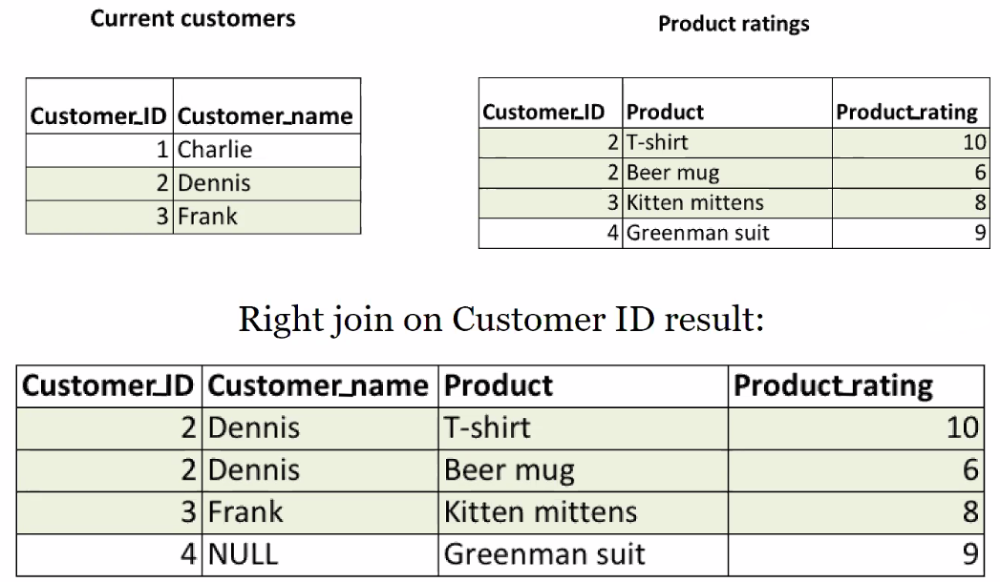 Current customers
Product ratings
Customer_ID Customer_name
1 Charlie
2 Dennis
3 Frank
Customer_ID Product Product_rating
2 T-shirt 10
2 Beer mug 6
3 Kitten mittens 8
4 Greenman suit 9
Right join on Customer ID result:
Customer_ID Customer_name Product Product_rating
2 Dennis T-shirt 10
2 Dennis Beer mug 6
3 Frank Kitten mittens 8
4 NULL Greenman suit 9